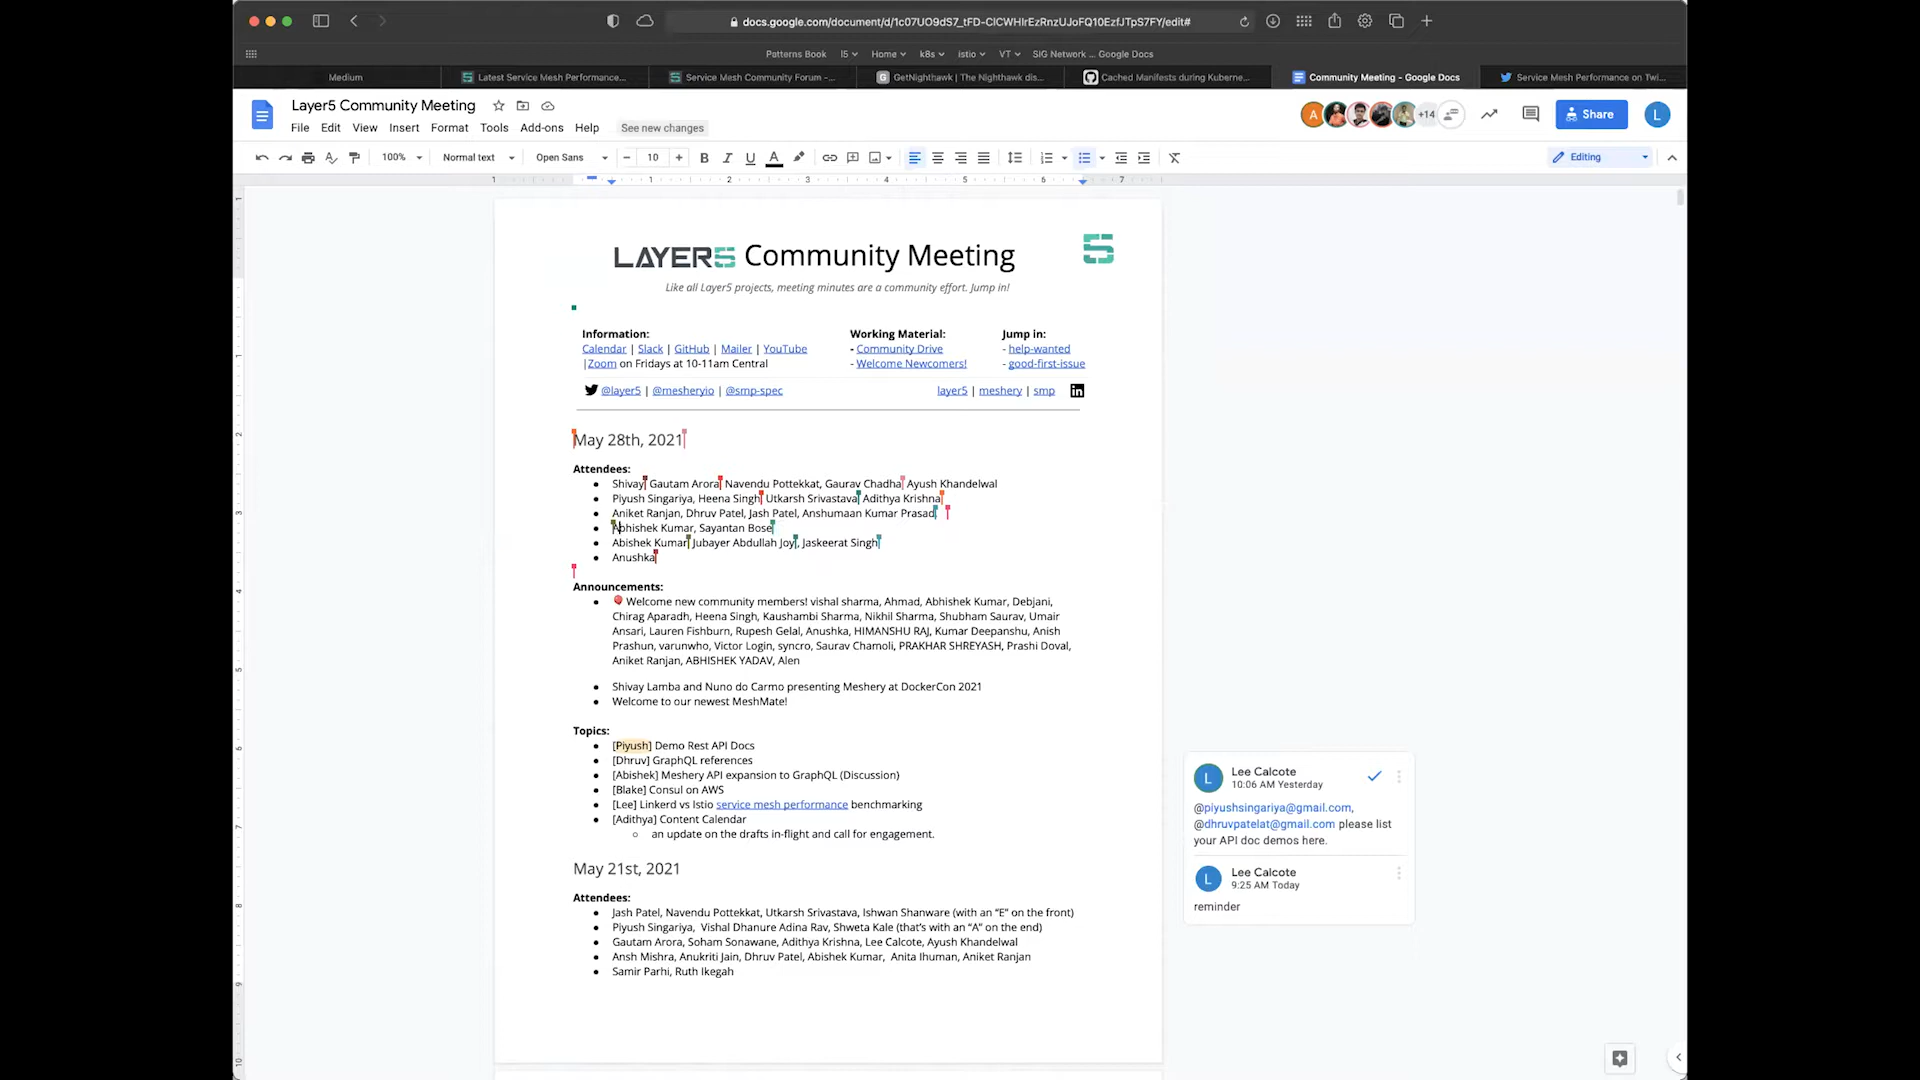 docs.google.com/document/d/1c07UO9dS7_tFD-ClCWHIrEzRnzUJoFQ10EzfJTpS7FY/edit#
Patterns Book l5 Home k8s istio VT SIG Network ... Google Docs
Medium Latest Service Mesh Performance... Service Mesh Community Forum -... GetNighthawk | The Nighthawk dis... Cached Manifests during Kuberne... Community Meeting - Google Docs Service Mesh Performance on Twi...
Layer5 Community Meeting
File Edit View Insert Format Tools Add-ons Help See new changes
A +14 Share L
100% Normal text Open Sans 10 Editing
LAYER5 Community Meeting
Like all Layer5 projects, meeting minutes are a community effort. Jump in!
Information: Working Material: Jump in:
Calendar | Slack | GitHub | Mailer | YouTube - Community Drive - help-wanted
|Zoom on Fridays at 10-11am Central - Welcome Newcomers! - good-first-issue
@layer5 | @mesheryio | @smp-spec layer5 | meshery | smp
May 28th, 2021
Attendees:
● Shivay, Gautam Arora, Navendu Pottekkat, Gaurav Chadha, Ayush Khandelwal
● Piyush Singariya, Heena Singh, Utkarsh Srivastava, Adithya Krishna
● Aniket Ranjan, Dhruv Patel, Jash Patel, Anshumaan Kumar Prasad,
● Abhishek Kumar, Sayantan Bose
● Abishek Kumar, Jubayer Abdullah Joy, Jaskeerat Singh
● Anushka
Announcements:
● 🎈 Welcome new community members! vishal sharma, Ahmad, Abhishek Kumar, Debjani,
Chirag Aparadh, Heena Singh, Kaushambi Sharma, Nikhil Sharma, Shubham Saurav, Umair
Ansari, Lauren Fishburn, Rupesh Gelal, Anushka, HIMANSHU RAJ, Kumar Deepanshu, Anish
Prashun, varunwho, Victor Login, syncro, Saurav Chamoli, PRAKHAR SHREYASH, Prashi Doval,
Aniket Ranjan, ABHISHEK YADAV, Alen
● Shivay Lamba and Nuno do Carmo presenting Meshery at DockerCon 2021
● Welcome to our newest MeshMate!
Topics:
● [Piyush] Demo Rest API Docs
● [Dhruv] GraphQL references
● [Abishek] Meshery API expansion to GraphQL (Discussion)
● [Blake] Consul on AWS
● [Lee] Linkerd vs Istio service mesh performance benchmarking
● [Adithya] Content Calendar
○ an update on the drafts in-flight and call for engagement.
May 21st, 2021
Attendees:
● Jash Patel, Navendu Pottekkat, Utkarsh Srivastava, Ishwan Shanware (with an “E” on the front)
● Piyush Singariya, Vishal Dhanure Adina Rav, Shweta Kale (that’s with an “A” on the end)
● Gautam Arora, Soham Sonawane, Adithya Krishna, Lee Calcote, Ayush Khandelwal
● Ansh Mishra, Anukriti Jain, Dhruv Patel, Abishek Kumar, Anita Ihuman, Aniket Ranjan
● Samir Parhi, Ruth Ikegah
L Lee Calcote
10:06 AM Yesterday
@piyushsingariya@gmail.com,
@dhruvpatelat@gmail.com please list
your API doc demos here.
L Lee Calcote
9:25 AM Today
reminder